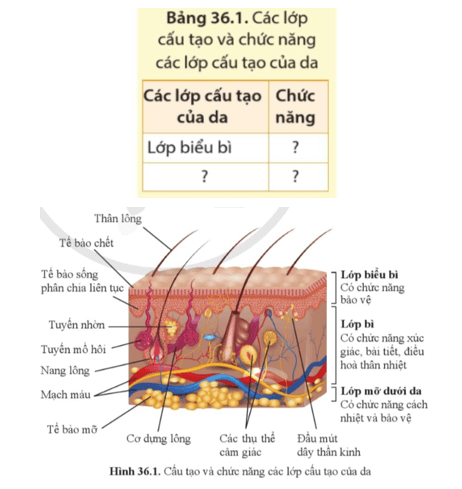 Bảng 36.1. Các lớp
cấu tạo và chức năng
các lớp cấu tạo của da
Các lớp cấu tạo Chức
của da năng
Lớp biểu bì ?
? ?
Thân lông
Tế bào chết
Tế bào sống
phân chia liên tục
Tuyến nhờn
Tuyến mồ hôi
Nang lông
Mạch máu
Tế bào mỡ
Cơ dựng lông
Các thụ thể
cảm giác
Đầu mút
dây thần kinh
Lớp biểu bì
Có chức năng
bảo vệ
Lớp bì
Có chức năng xúc
giác, bài tiết, điều
hoà thân nhiệt
Lớp mỡ dưới da
Có chức năng cách
nhiệt và bảo vệ
Hình 36.1. Cấu tạo và chức năng các lớp cấu tạo của da